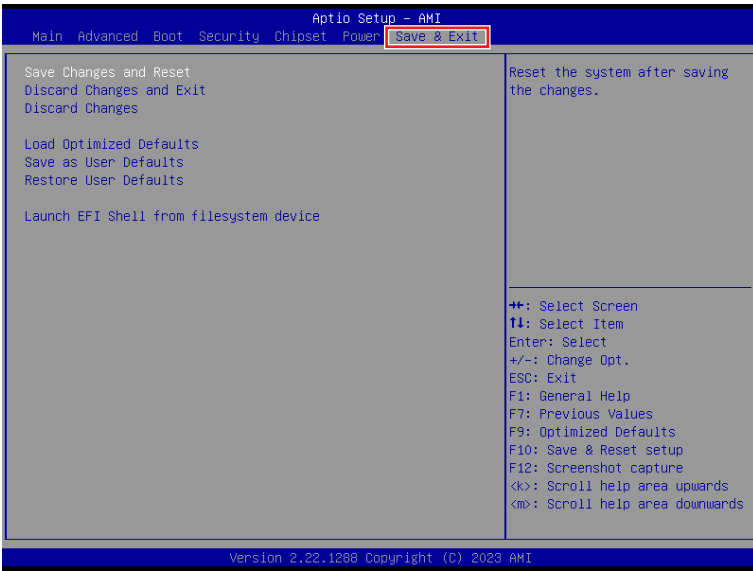 Aptio Setup – AMI
Main Advanced Boot Security Chipset Power Save & Exit
Save Changes and Reset
Discard Changes and Exit
Discard Changes
Load Optimized Defaults
Save as User Defaults
Restore User Defaults
Launch EFI Shell from filesystem device
Reset the system after saving
the changes.
→←: Select Screen
↑↓: Select Item
Enter: Select
+/-: Change Opt.
ESC: Exit
F1: General Help
F7: Previous Values
F9: Optimized Defaults
F10: Save & Reset setup
F12: Screenshot capture
<k>: Scroll help area upwards
<m>: Scroll help area downwards
Version 2.22.1288 Copyright (C) 2023 AMI